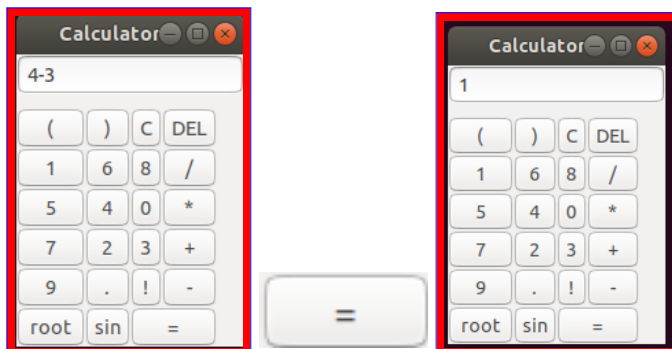 Calculator
4-3
( ) C DEL
1 6 8 /
5 4 0 *
7 2 3 +
9 . ! -
root sin =
=
Calculator
1
( ) C DEL
1 6 8 /
5 4 0 *
7 2 3 +
9 . ! -
root sin =